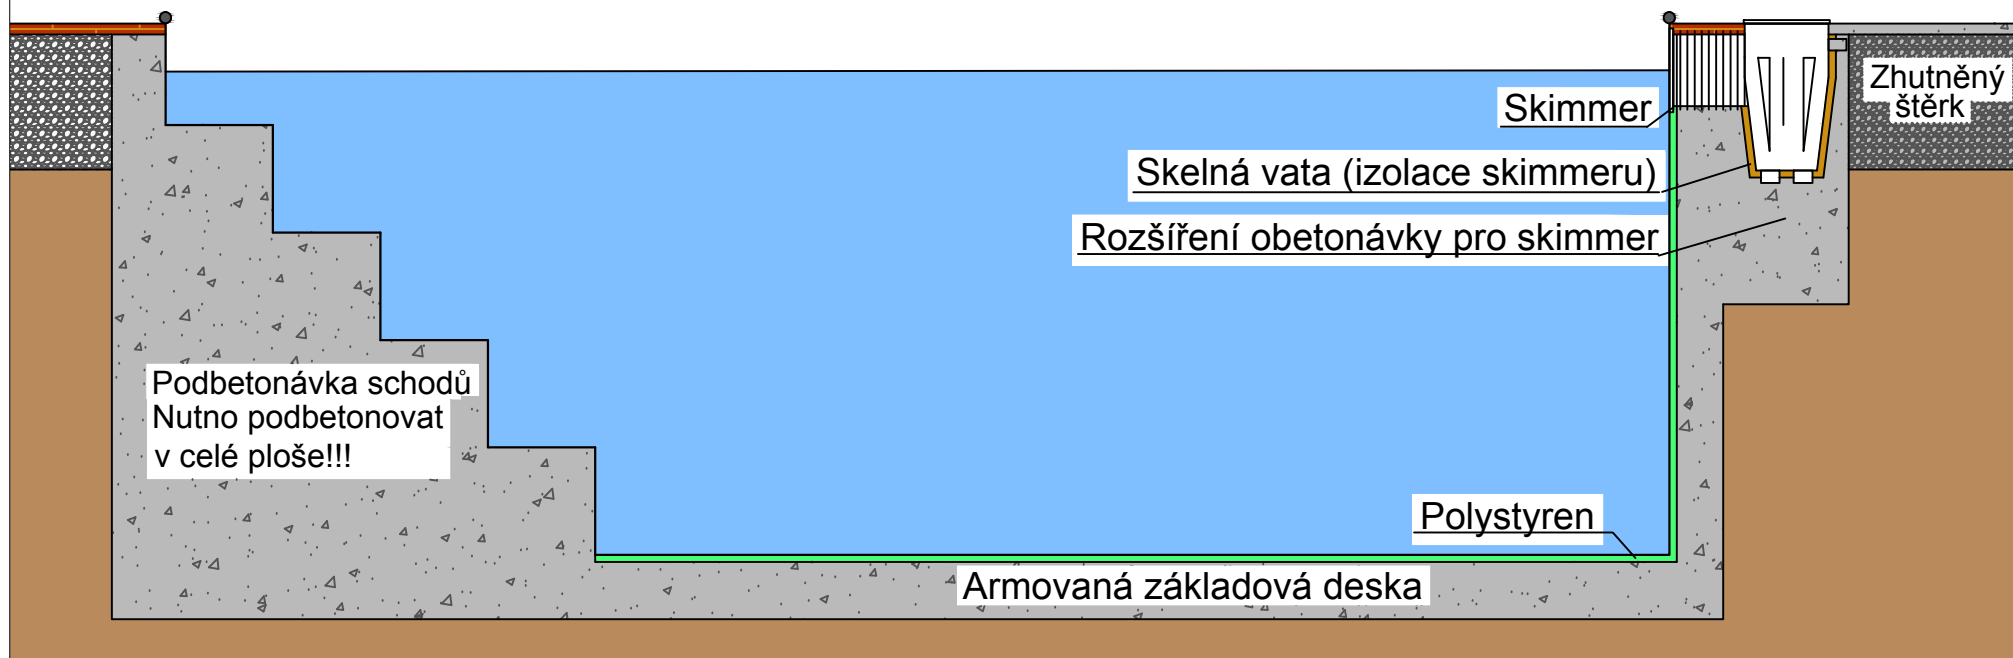 Zhutněný
štěrk
Skimmer
Skelná vata (izolace skimmeru)
Rozšíření obetonávky pro skimmer
Podbetonávka schodů
Nutno podbetonovat
v celé ploše!!!
Polystyren
Armovaná základová deska